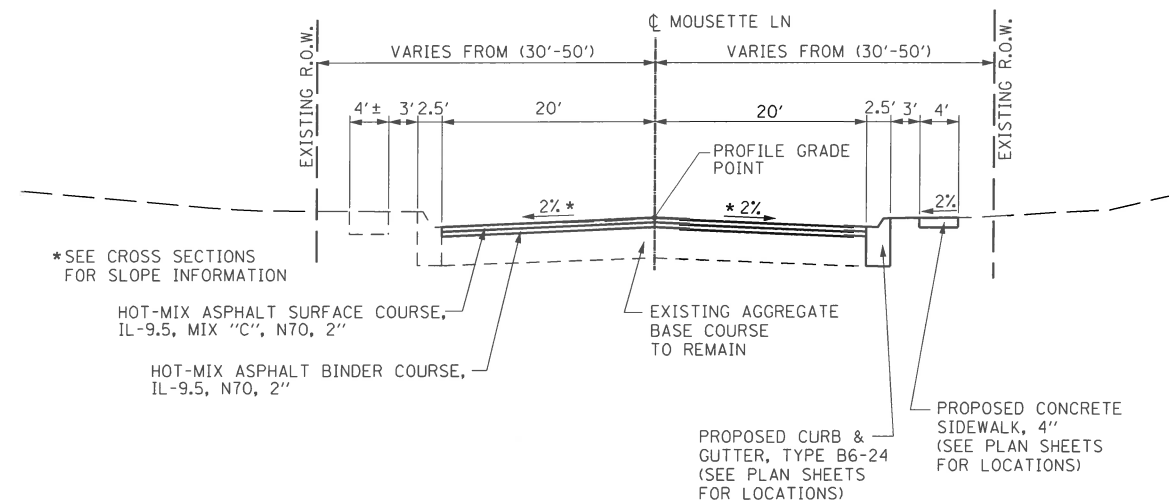 ℄ MOUSETTE LN
EXISTING R.O.W.
VARIES FROM (30'-50')
VARIES FROM (30'-50')
EXISTING R.O.W.
4'± 3' 2.5' 20' 20' 2.5' 3' 4'
PROFILE GRADE
POINT
2% *
* 2%
2%
*SEE CROSS SECTIONS
FOR SLOPE INFORMATION
HOT-MIX ASPHALT SURFACE COURSE,
IL-9.5, MIX "C", N70, 2"
HOT-MIX ASPHALT BINDER COURSE,
IL-9.5, N70, 2"
EXISTING AGGREGATE
BASE COURSE
TO REMAIN
PROPOSED CURB &
GUTTER, TYPE B6-24
(SEE PLAN SHEETS
FOR LOCATIONS)
PROPOSED CONCRETE
SIDEWALK, 4"
(SEE PLAN SHEETS
FOR LOCATIONS)